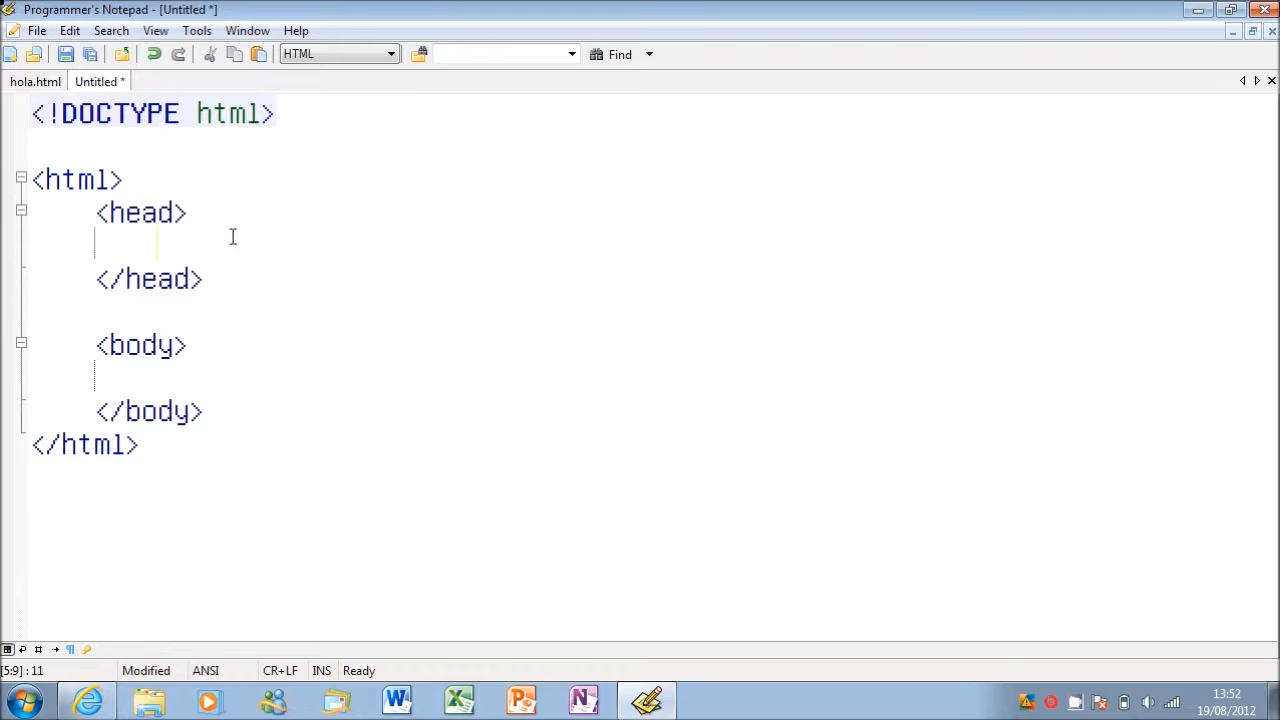 Programmer's Notepad - [Untitled *]
File Edit Search View Tools Window Help
HTML Find
hola.html Untitled *
<!DOCTYPE html>
<html>
<head>
</head>
<body>
</body>
</html>
[5:9] : 11 Modified ANSI CR+LF INS Ready
13:52
19/08/2012